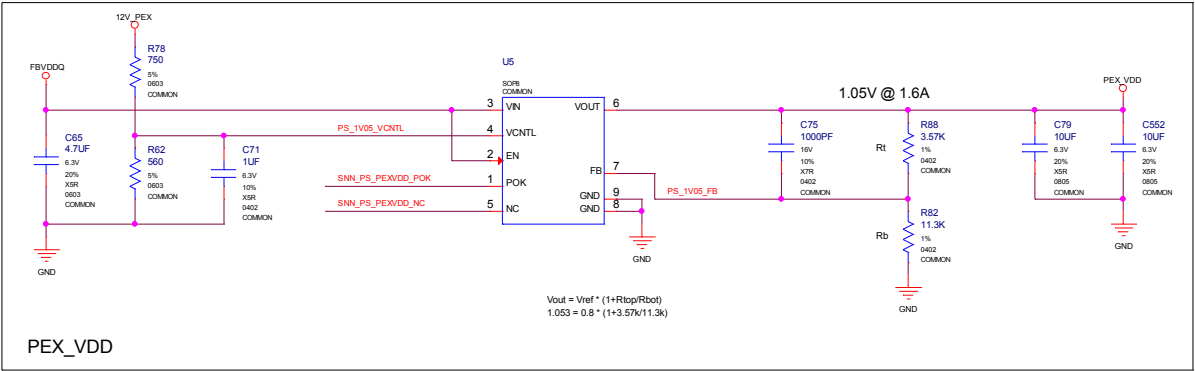 12V_PEX
R78
750
5%
0603
COMMON
FBVDDQ
C65
4.7UF
6.3V
20%
X5R
0603
COMMON
R62
560
5%
0603
COMMON
C71
1UF
6.3V
10%
X5R
0402
COMMON
PS_1V05_VCNTL
SNN_PS_PEXVDD_POK
SNN_PS_PEXVDD_NC
GND
U5
SOP8
COMMON
3 VIN
4 VCNTL
2 EN
1 POK
5 NC
VOUT 6
FB 7
GND 9
GND 8
GND
PS_1V05_FB
1.05V @ 1.6A
C75
1000PF
16V
10%
X7R
0402
COMMON
Rt
R88
3.57K
1%
0402
COMMON
Rb
R82
11.3K
1%
0402
COMMON
GND
PEX_VDD
C79
10UF
6.3V
20%
X5R
0805
COMMON
C552
10UF
6.3V
20%
X5R
0805
COMMON
GND
Vout = Vref * (1+Rtop/Rbot)
1.053 = 0.8 * (1+3.57k/11.3k)
PEX_VDD